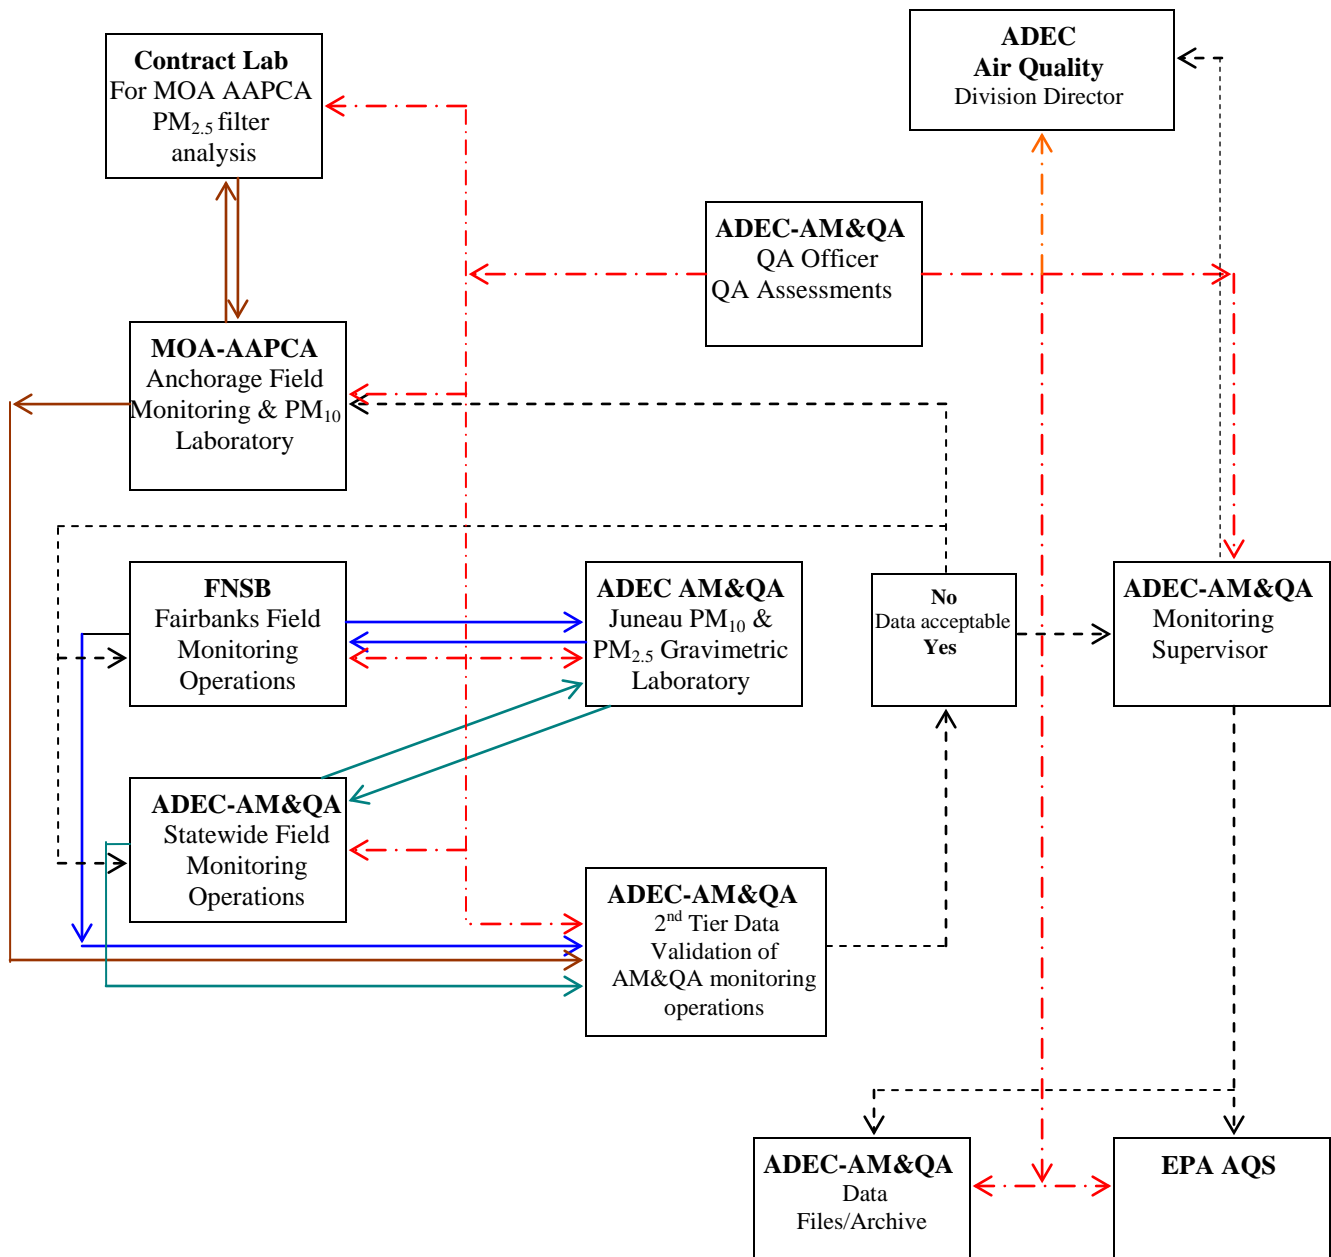 Contract Lab
For MOA AAPCA
PM2.5 filter
analysis
ADEC
Air Quality
Division Director
ADEC-AM&QA
QA Officer
QA Assessments
MOA-AAPCA
Anchorage Field
Monitoring & PM10
Laboratory
FNSB
Fairbanks Field
Monitoring
Operations
ADEC AM&QA
Juneau PM10 &
PM2.5 Gravimetric
Laboratory
No
Data acceptable
Yes
ADEC-AM&QA
Monitoring
Supervisor
ADEC-AM&QA
Statewide Field
Monitoring
Operations
ADEC-AM&QA
2nd Tier Data
Validation of
AM&QA monitoring
operations
ADEC-AM&QA
Data
Files/Archive
EPA AQS